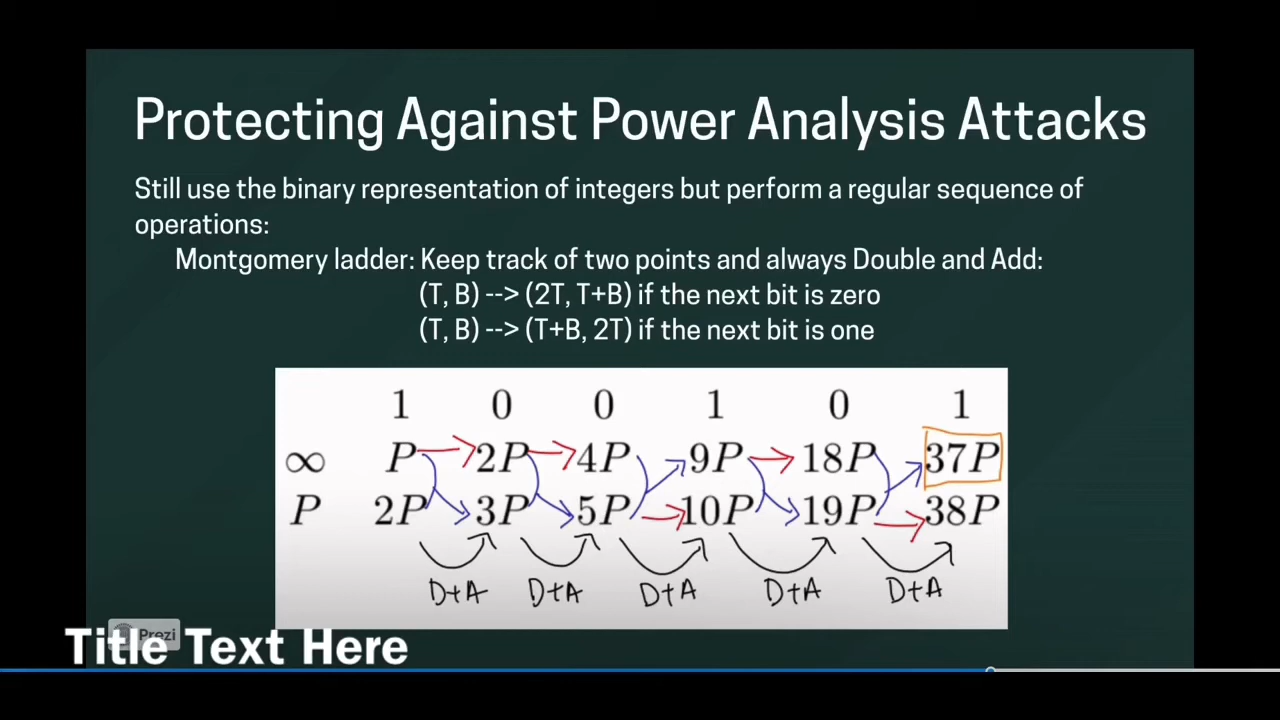 Protecting Against Power Analysis Attacks
Still use the binary representation of integers but perform a regular sequence of
operations:
Montgomery ladder: Keep track of two points and always Double and Add:
(T, B) --> (2T, T+B) if the next bit is zero
(T, B) --> (T+B, 2T) if the next bit is one
1 0 0 1 0 1
∞ P 2P 4P 9P 18P 37P
P 2P 3P 5P 10P 19P 38P
D+A D+A D+A D+A D+A
Prezi
Title Text Here